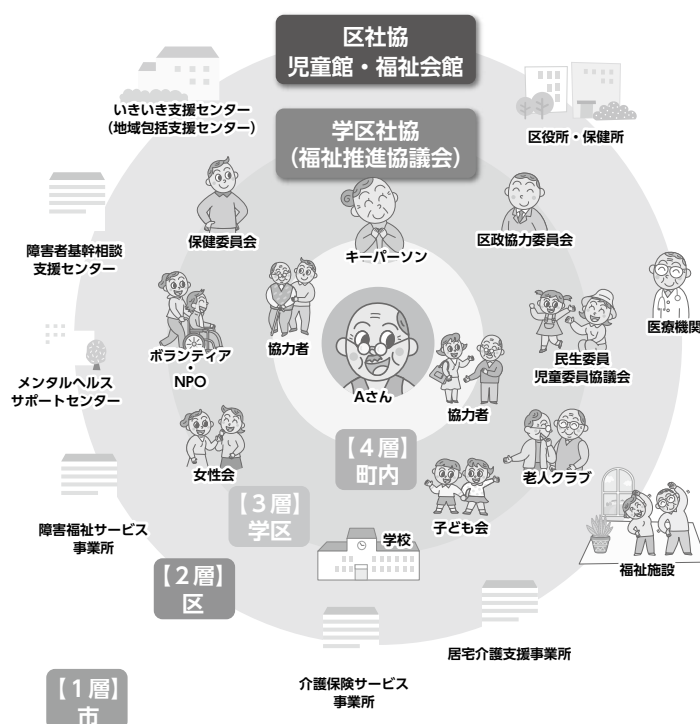 区社協
児童館・福祉会館
いきいき支援センター
（地域包括支援センター）
学区社協
（福祉推進協議会）
区役所・保健所
保健委員会
キーパーソン
区政協力委員会
障害者基幹相談
支援センター
医療機関
協力者
ボランティア
・
NPO
民生委員
児童委員協議会
メンタルヘルス
サポートセンター
Aさん
協力者
【４層】
町内
女性会
老人クラブ
子ども会
【３層】
学区
障害福祉サービス
事業所
学校
福祉施設
【２層】
区
居宅介護支援事業所
介護保険サービス
事業所
【１層】
市